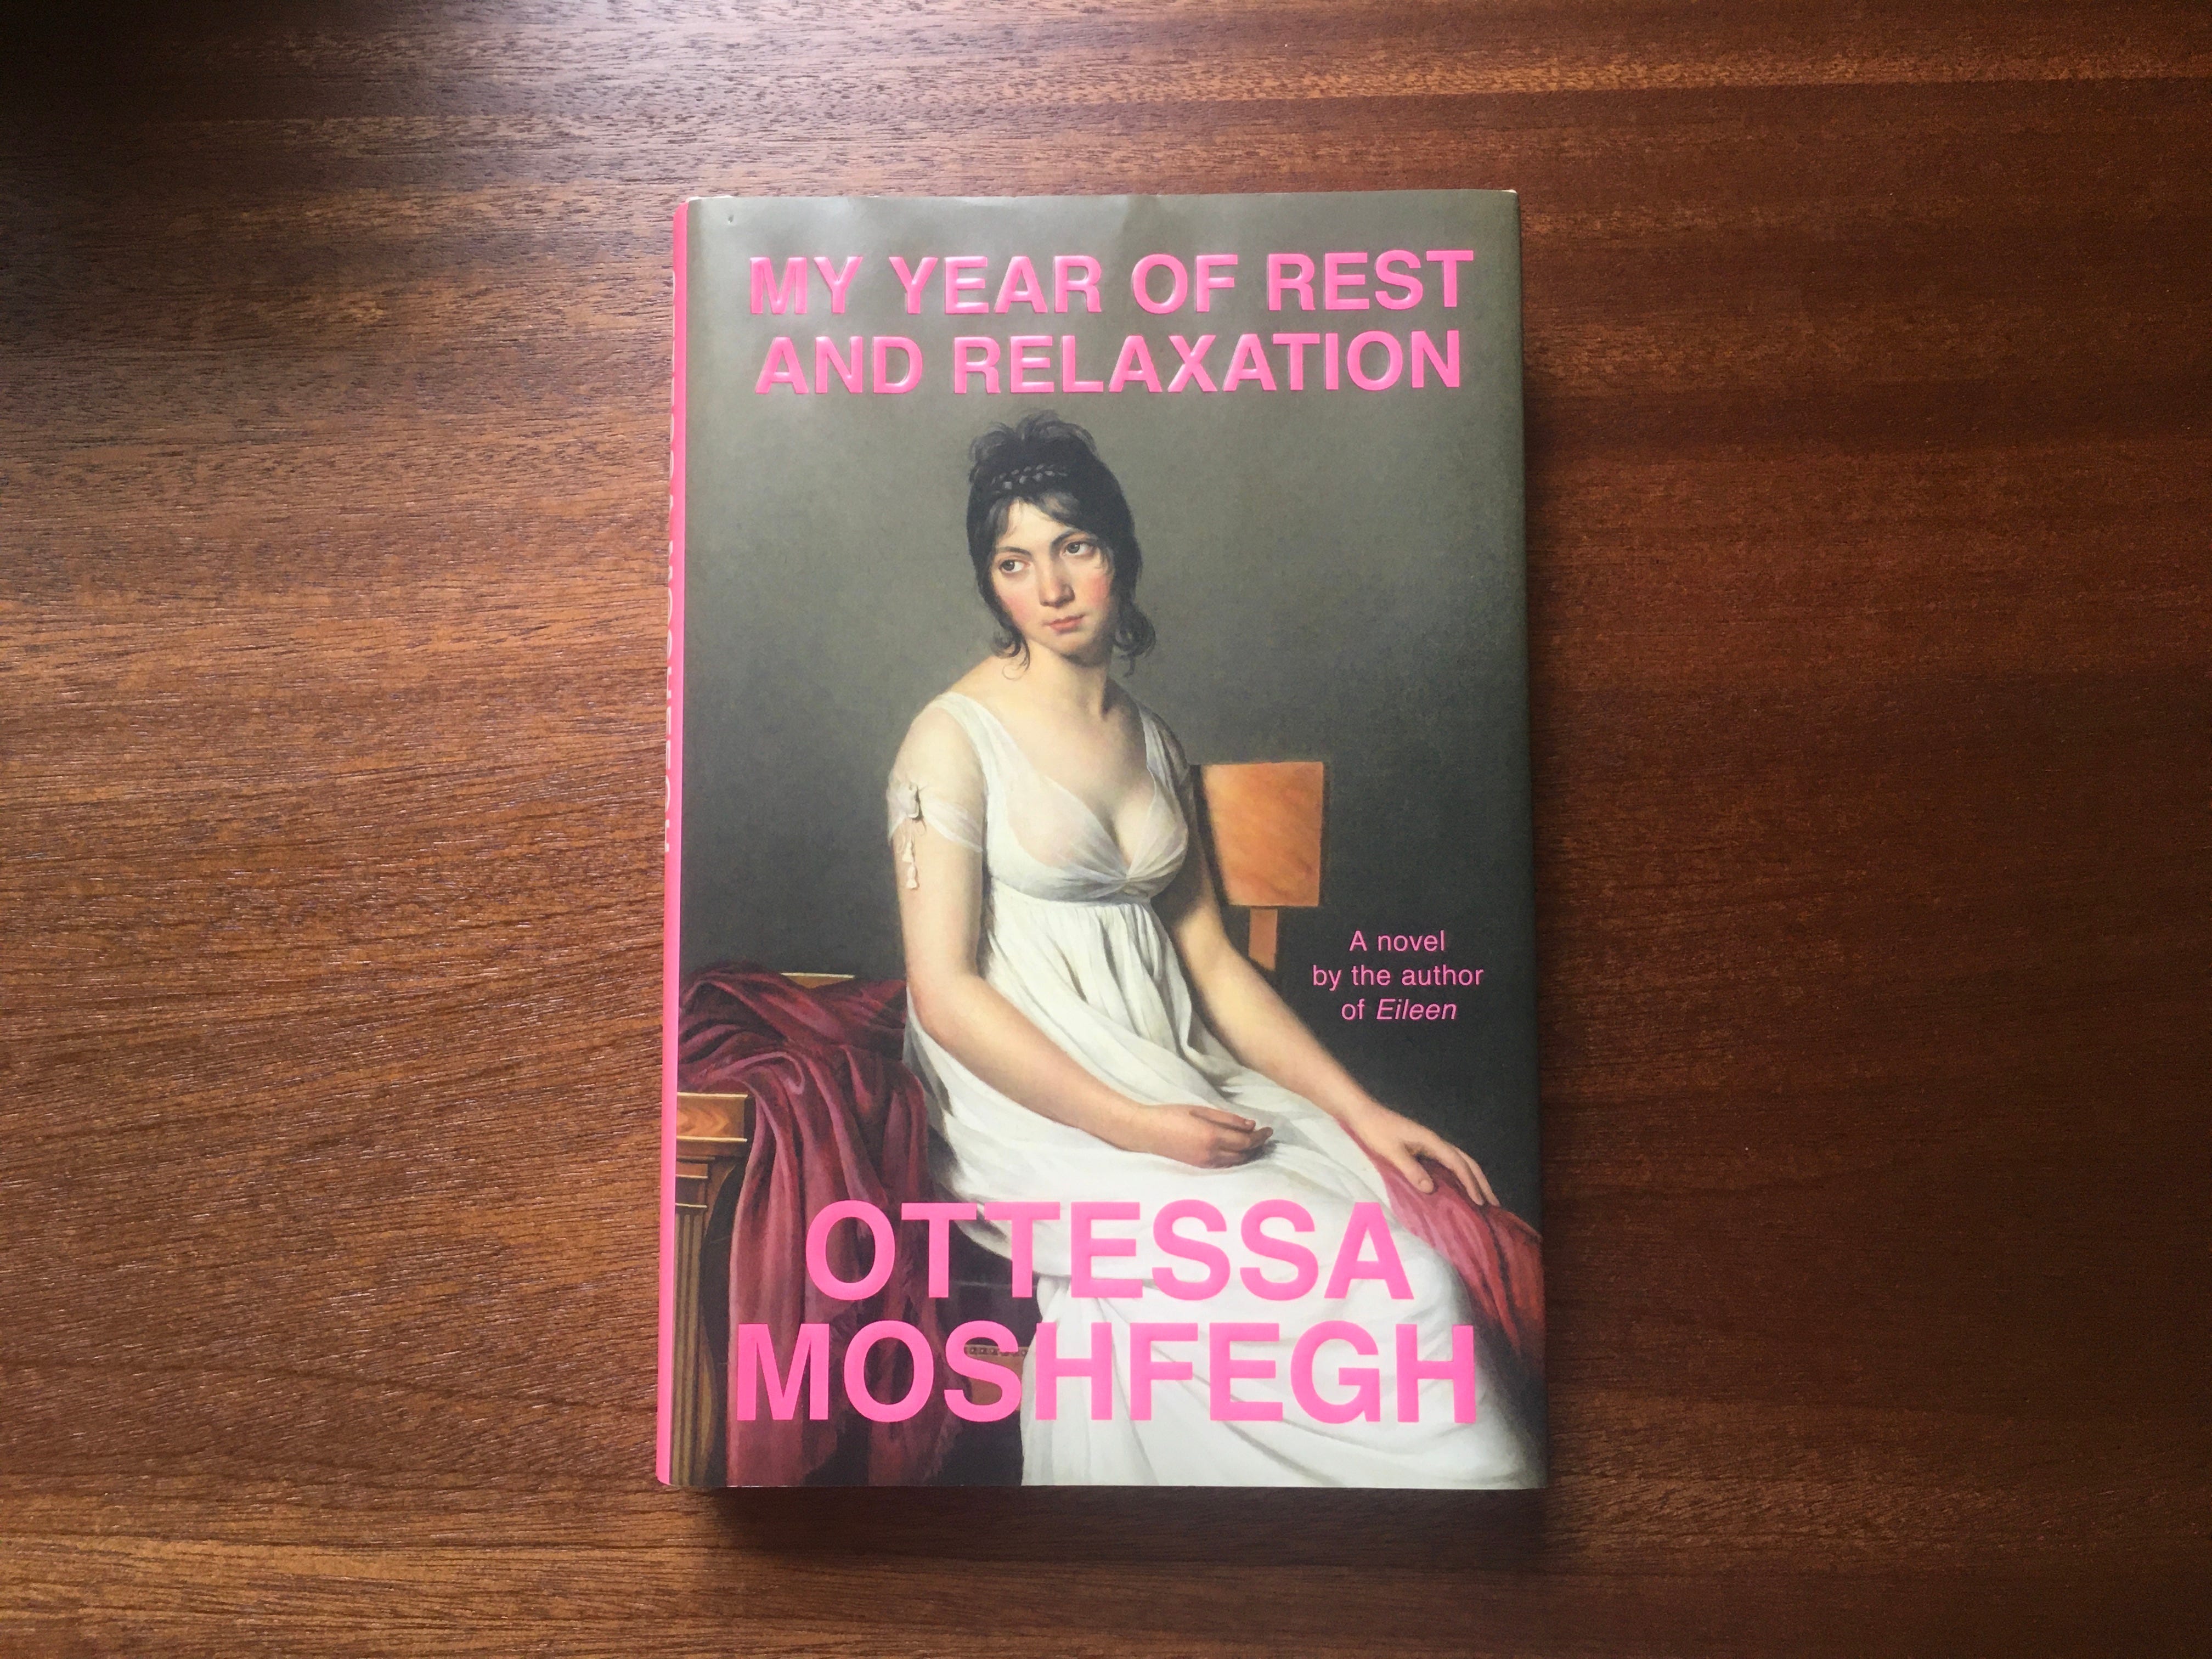 MY YEAR OF REST
AND RELAXATION
A novel
by the author
of Eileen
OTTESSA
MOSHFEGH